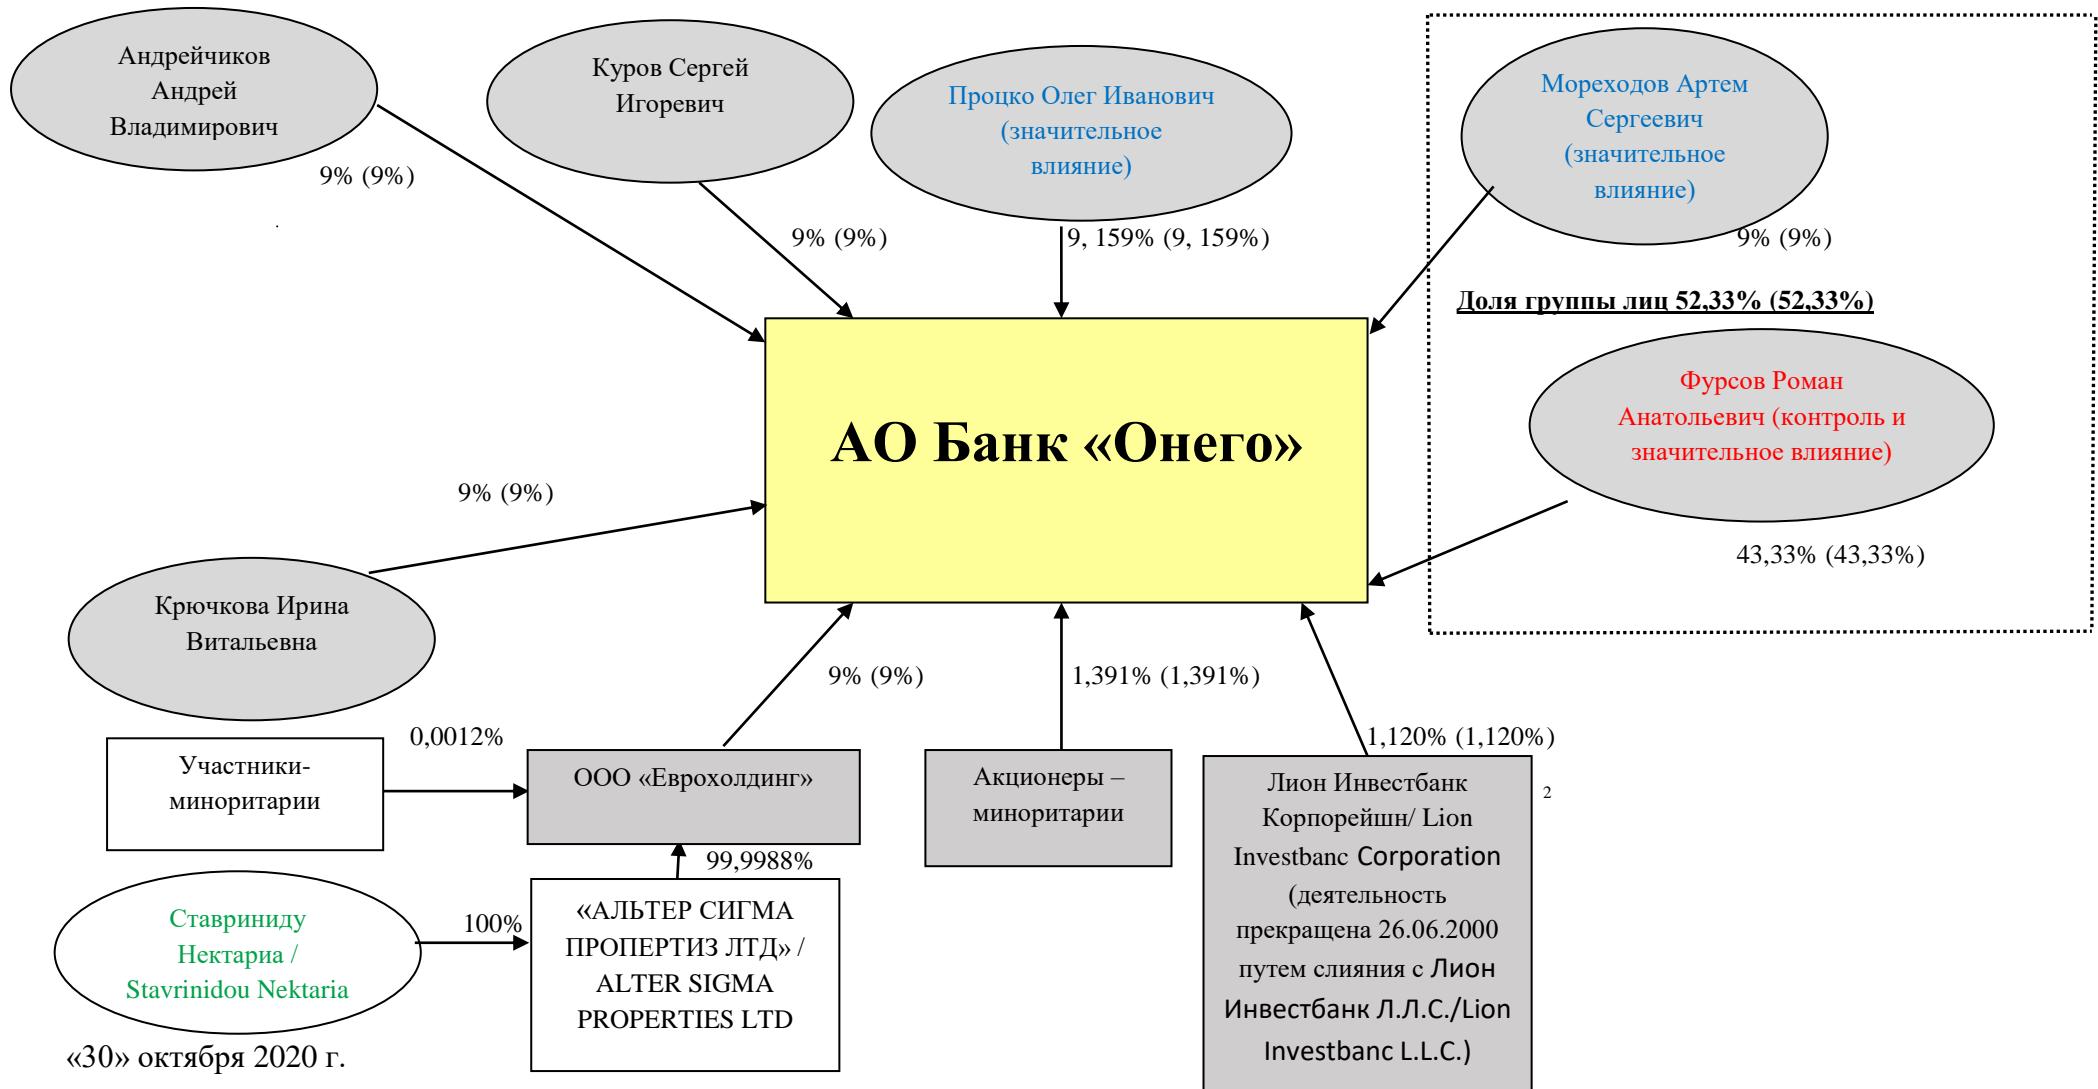 Андрейчиков
Андрей
Владимирович
9% (9%)
Куров Сергей
Игоревич
9% (9%)
Процко Олег Иванович
(значительное
влияние)
9, 159% (9, 159%)
Мореходов Артем
Сергеевич
(значительное
влияние)
9% (9%)
Доля группы лиц 52,33% (52,33%)
Фурсов Роман
Анатольевич (контроль и
значительное влияние)
43,33% (43,33%)
АО Банк «Онего»
9% (9%)
Крючкова Ирина
Витальевна
9% (9%)
1,391% (1,391%)
1,120% (1,120%)
0,0012%
Участники-
миноритарии
ООО «Еврохолдинг»
Акционеры –
миноритарии
Лион Инвестбанк
Корпорейшн/ Lion
Investbanc Corporation
(деятельность
прекращена 26.06.2000
путем слияния с Лион
Инвестбанк Л.Л.С./Lion
Investbanc L.L.C.)
2
99,9988%
Ставриниду
Нектариа /
Stavrinidou Nektaria
100%
«АЛЬТЕР СИГМА
ПРОПЕРТИЗ ЛТД» /
ALTER SIGMA
PROPERTIES LTD
«30» октября 2020 г.